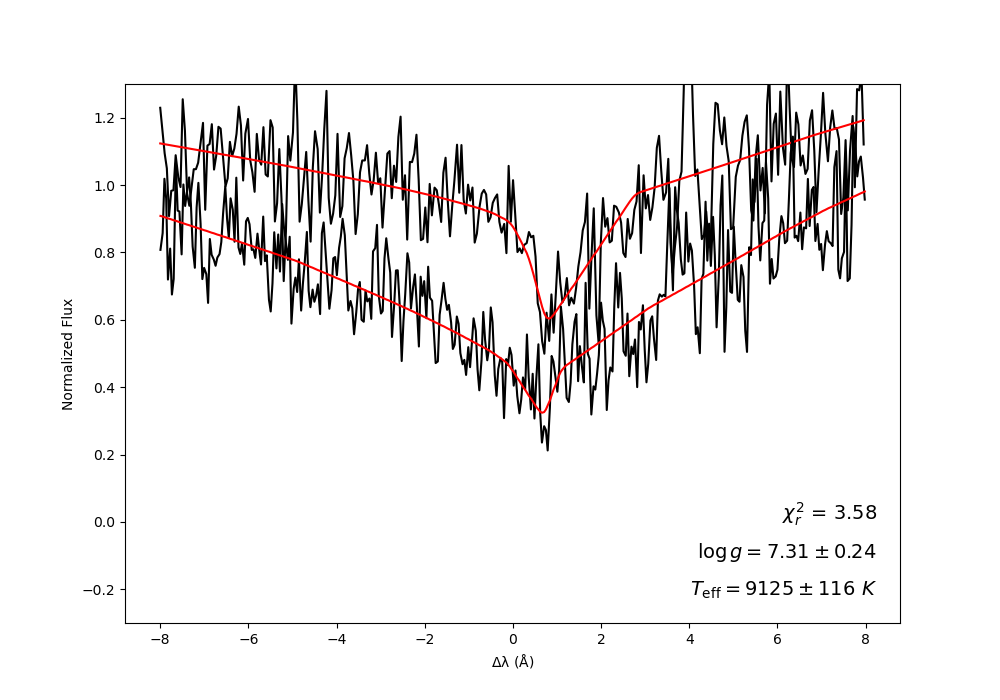 1.2
1.0
0.8
0.6
0.4
0.2
0.0
−0.2
Normalized Flux
χ²ᵣ = 3.58
log g = 7.31 ± 0.24
T_eff = 9125 ± 116 K
−8 −6 −4 −2 0 2 4 6 8
Δλ (Å)